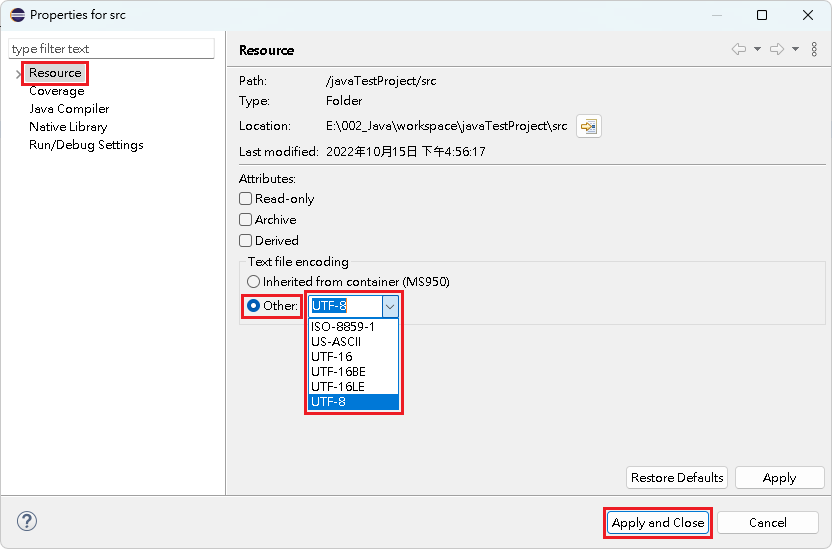 Properties for src
type filter text
Resource
Coverage
Java Compiler
Native Library
Run/Debug Settings
Resource
Path: /javaTestProject/src
Type: Folder
Location: E:\002_Java\workspace\javaTestProject\src
Last modified: 2022年10月15日 下午4:56:17
Attributes:
Read-only
Archive
Derived
Text file encoding
Inherited from container (MS950)
Other: UTF-8
ISO-8859-1
US-ASCII
UTF-16
UTF-16BE
UTF-16LE
UTF-8
Restore Defaults Apply
? Apply and Close Cancel